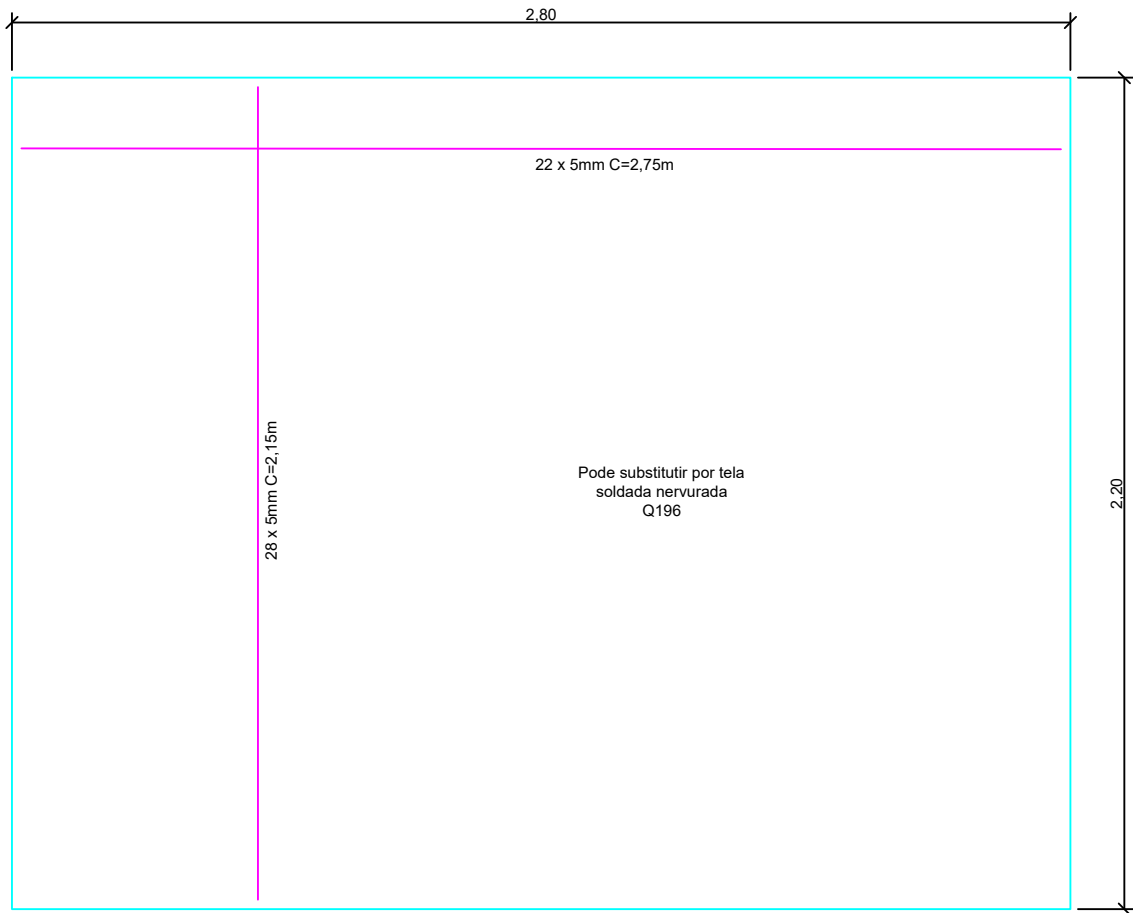 2,80
22 x 5mm C=2,75m
28 x 5mm C=2,15m
Pode substitutir por tela
soldada nervurada
Q196
2,20